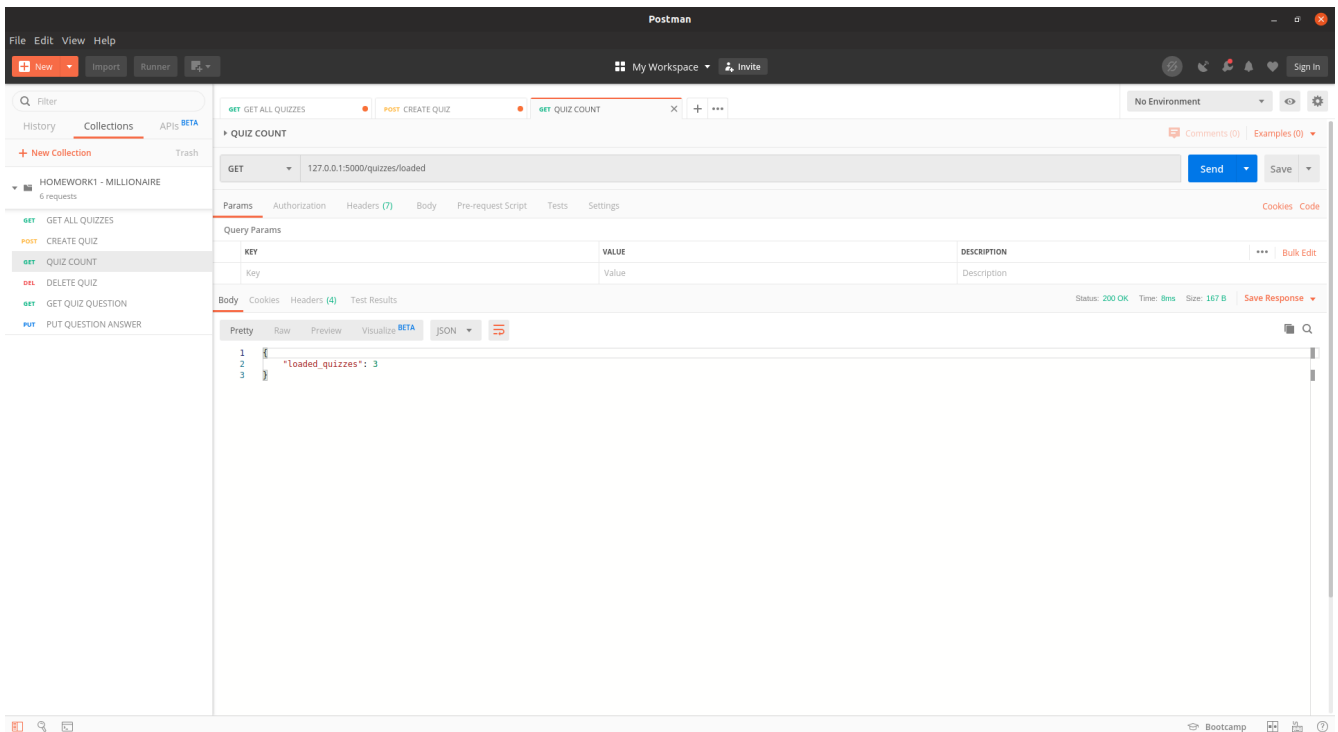 Postman
File Edit View Help
New Import Runner My Workspace Invite Sign In
Filter
History Collections APIs BETA
+ New Collection Trash
HOMEWORK1 - MILLIONAIRE
6 requests
GET GET ALL QUIZZES
POST CREATE QUIZ
GET QUIZ COUNT
DEL DELETE QUIZ
GET GET QUIZ QUESTION
PUT PUT QUESTION ANSWER
GET GET ALL QUIZZES POST CREATE QUIZ GET QUIZ COUNT No Environment
QUIZ COUNT Comments (0) Examples (0)
GET 127.0.0.1:5000/quizzes/loaded Send Save
Params Authorization Headers (7) Body Pre-request Script Tests Settings Cookies Code
Query Params
KEY VALUE DESCRIPTION Bulk Edit
Key Value Description
Body Cookies Headers (4) Test Results Status: 200 OK Time: 8ms Size: 167 B Save Response
Pretty Raw Preview Visualize BETA JSON
1 {
2 "loaded_quizzes": 3
3 }
Bootcamp